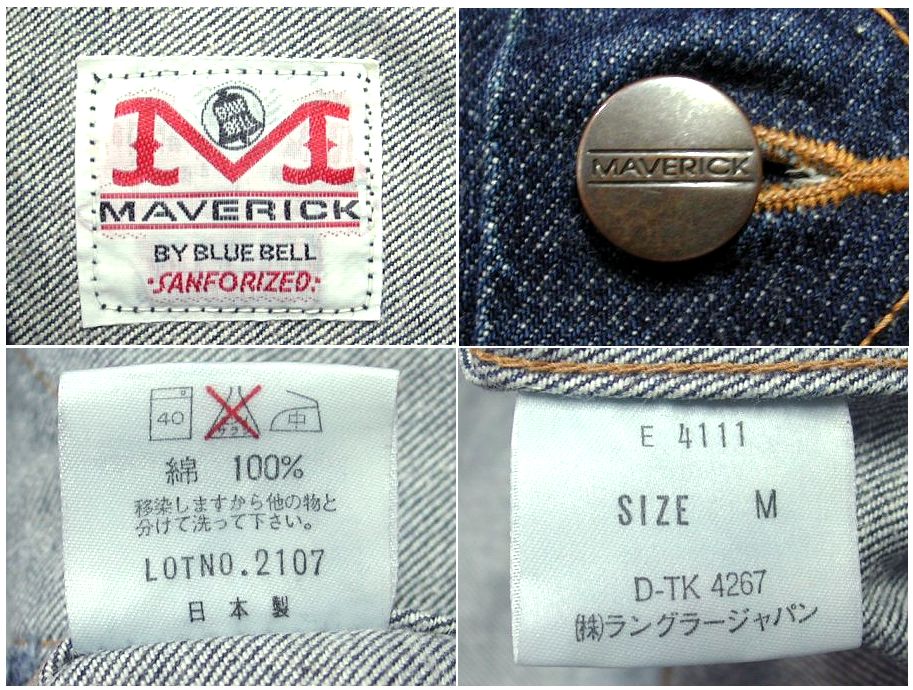 M
MAVERICK
BY BLUE BELL
·SANFORIZED·
MAVERICK
40
中
綿 100%
移染しますから他の物と
分けて洗って下さい。
LOTNO.2107
日本製
E 4111
SIZE M
D-TK 4267
(株)ラングラージャパン